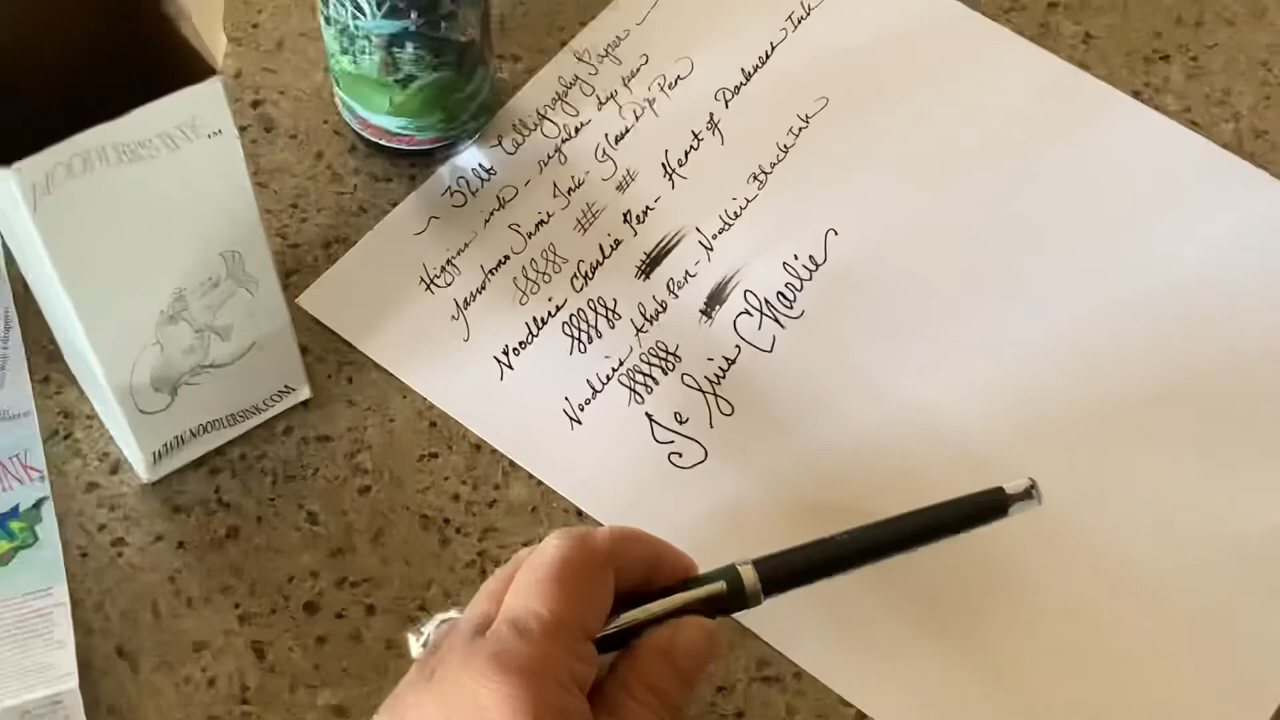 NOODLER'S INK™
WWW.NOODLERSINK.COM
INK
~ 32lb Calligraphy Paper ~
Higgins ink - regular dip pen
Yasutomo Sumi Ink - Glass Dip Pen
Noodler's Charlie Pen - Heart of Darkness Ink
Noodler's Ahab Pen - Noodler's Black Ink
Je Suis Charlie